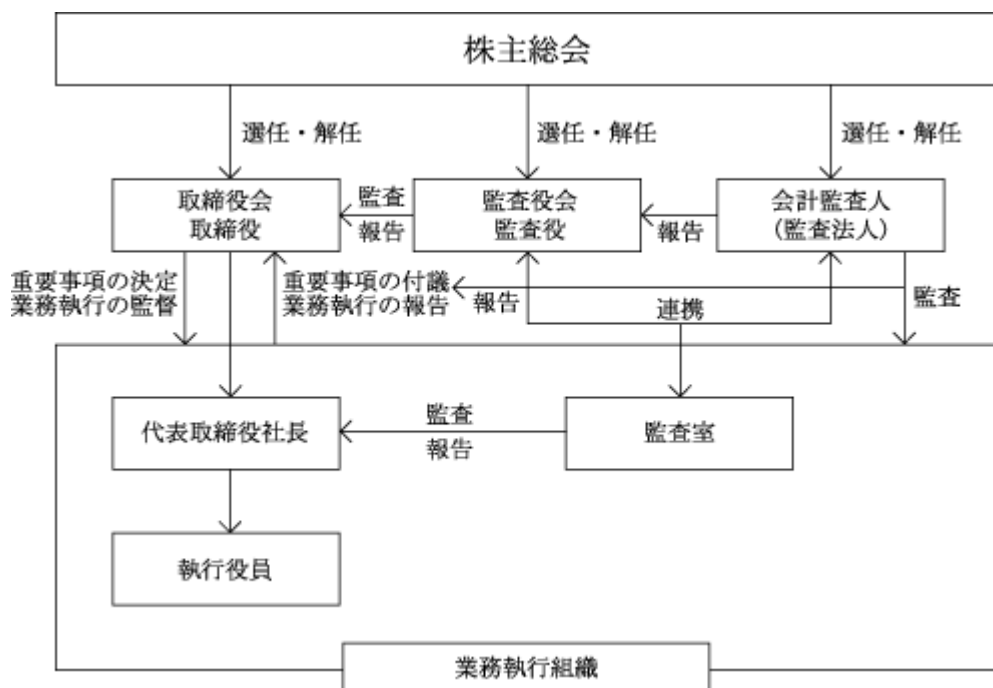 株主総会
選任・解任
選任・解任
選任・解任
取締役会
取締役
監査
報告
監査役会
監査役
報告
会計監査人
（監査法人）
重要事項の決定
業務執行の監督
重要事項の付議
業務執行の報告
報告
連携
監査
代表取締役社長
監査
報告
監査室
執行役員
業務執行組織